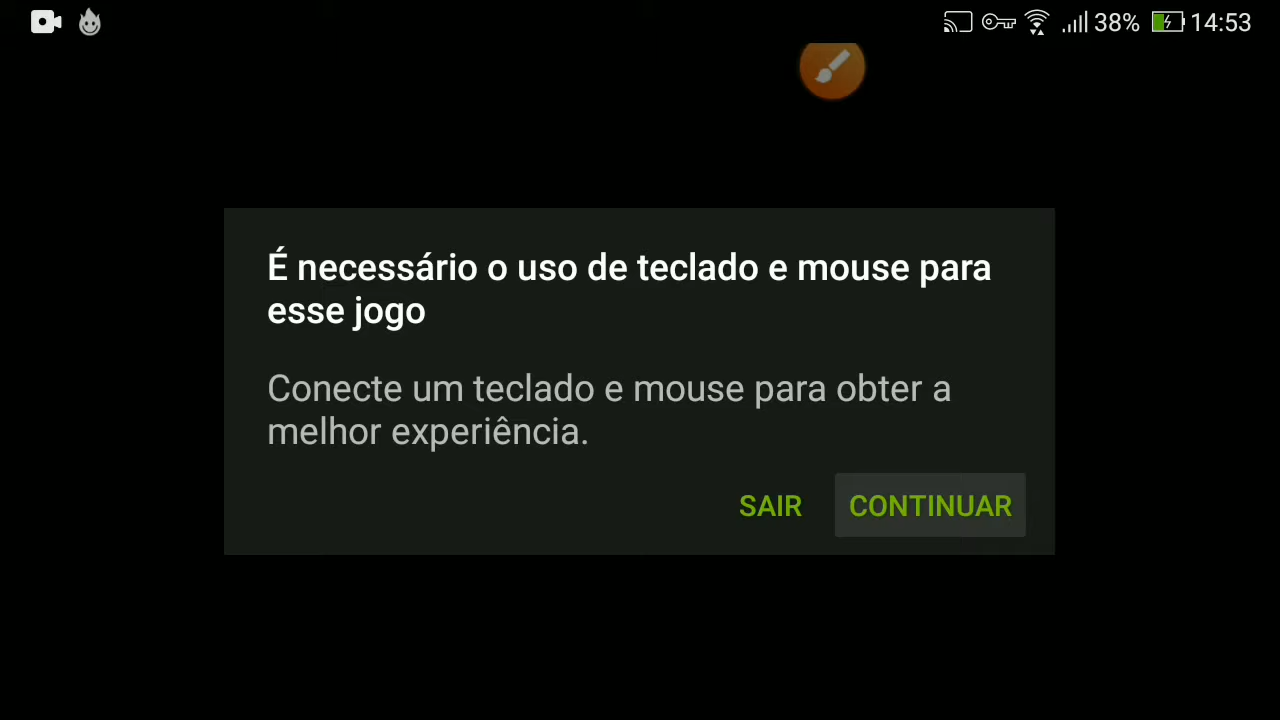 38% 14:53
É necessário o uso de teclado e mouse para
esse jogo
Conecte um teclado e mouse para obter a
melhor experiência.
SAIR CONTINUAR